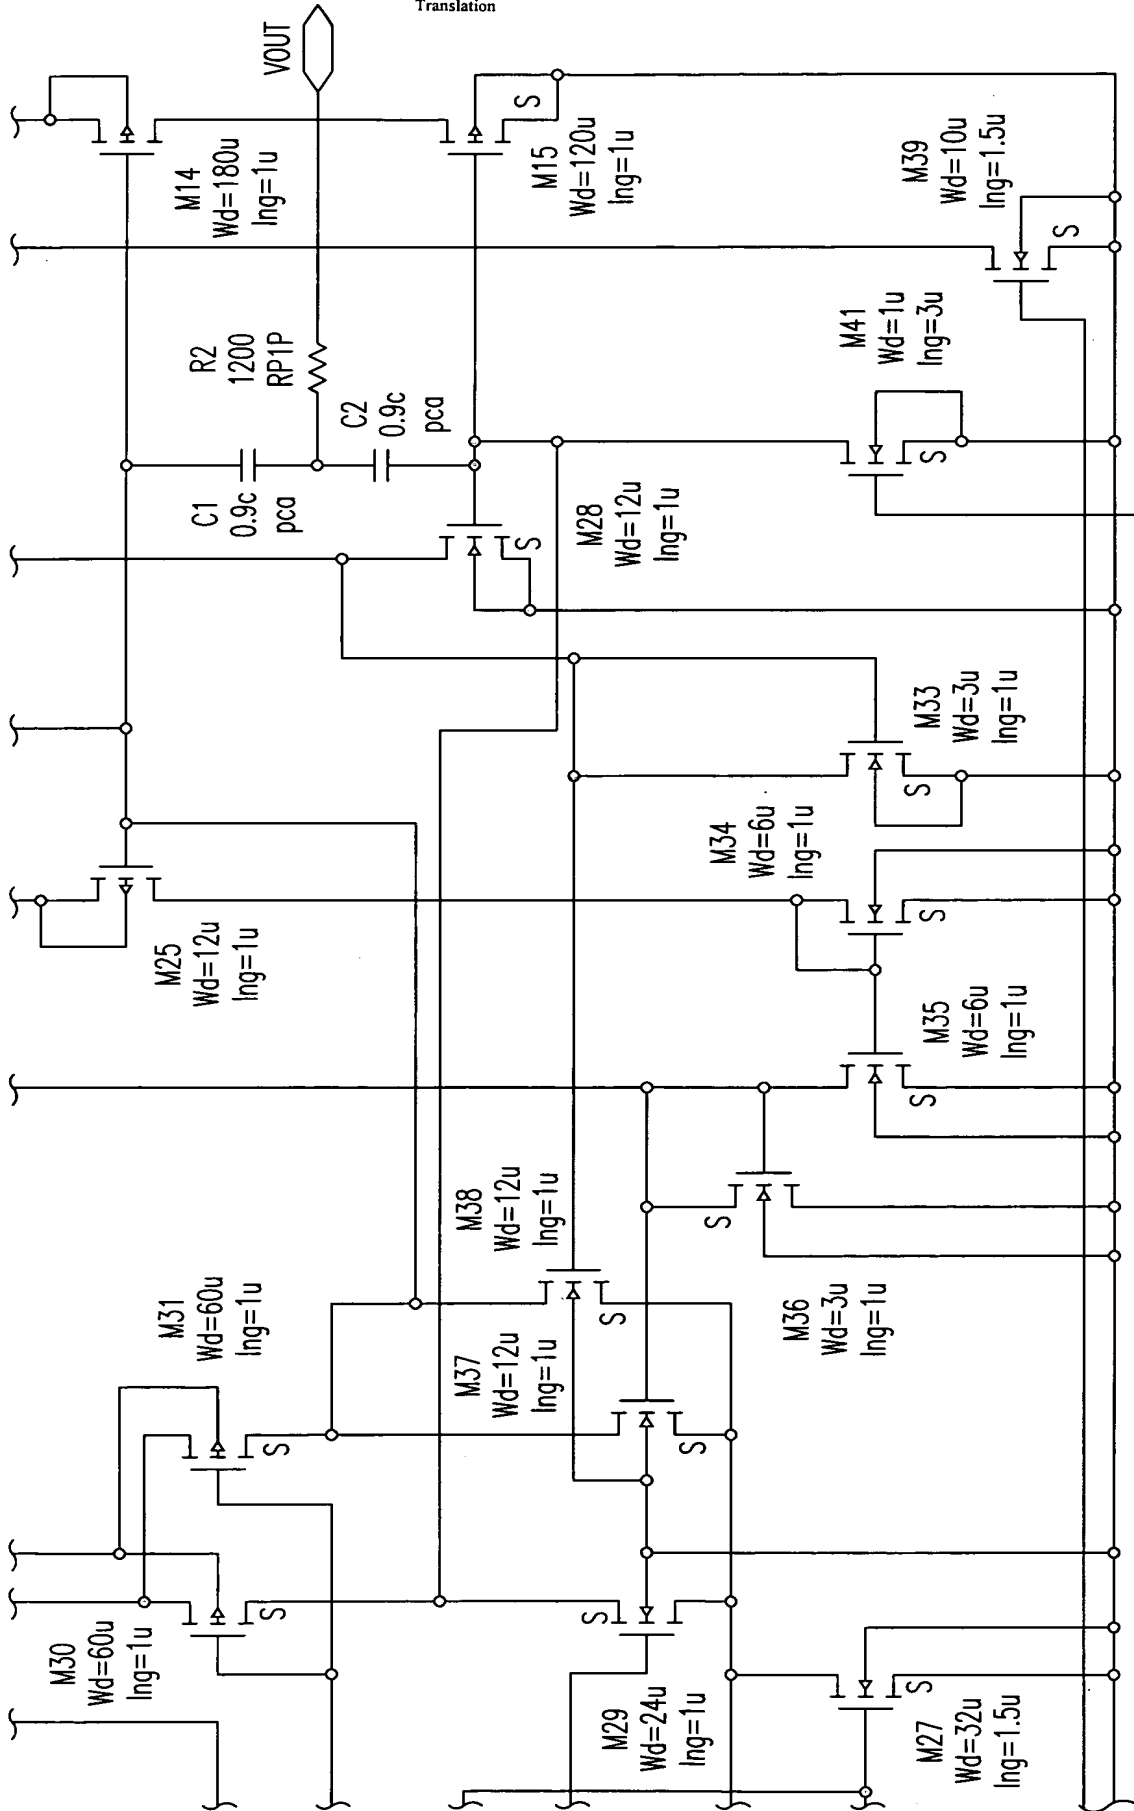 Translation
M30
Wd=60u
lng=1u
S
M31
Wd=60u
lng=1u
S
M25
Wd=12u
lng=1u
C1
0.9c
pca
R2
1200
RP1P
M14
Wd=180u
lng=1u
VOUT
C2
0.9c
pca
M38
Wd=12u
lng=1u
S
M37
Wd=12u
lng=1u
S
M28
Wd=12u
lng=1u
S
M15
Wd=120u
lng=1u
S
M29
Wd=24u
lng=1u
S
M36
Wd=3u
lng=1u
S
M34
Wd=6u
lng=1u
S
M35
Wd=6u
lng=1u
S
M33
Wd=3u
lng=1u
S
M41
Wd=1u
lng=3u
S
M39
Wd=10u
lng=1.5u
S
M27
Wd=32u
lng=1.5u
S